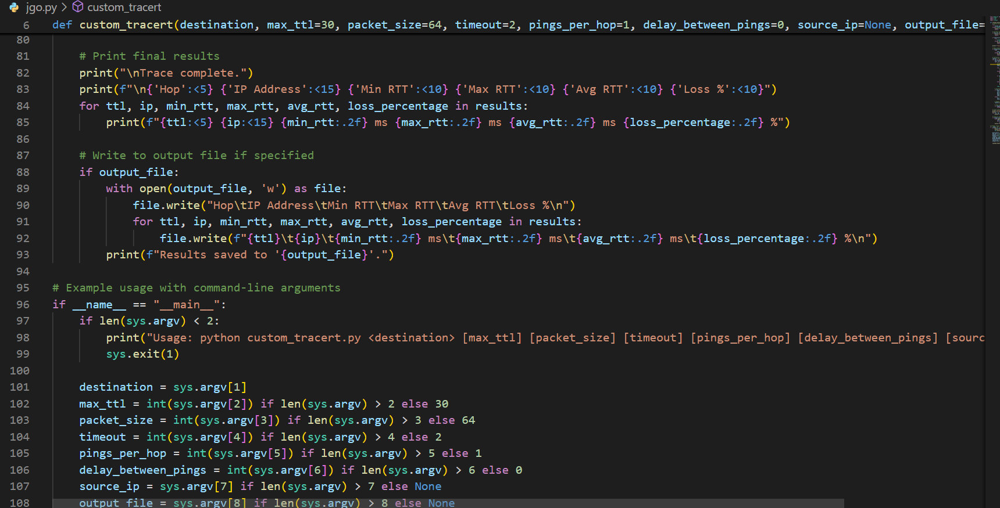 jgo.py > custom_tracert
6 def custom_tracert(destination, max_ttl=30, packet_size=64, timeout=2, pings_per_hop=1, delay_between_pings=0, source_ip=None, output_file=
80
81 # Print final results
82 print("\nTrace complete.")
83 print(f"\n{'Hop':<5} {'IP Address':<15} {'Min RTT':<10} {'Max RTT':<10} {'Avg RTT':<10} {'Loss %':<10}")
84 for ttl, ip, min_rtt, max_rtt, avg_rtt, loss_percentage in results:
85 print(f"{ttl:<5} {ip:<15} {min_rtt:.2f} ms {max_rtt:.2f} ms {avg_rtt:.2f} ms {loss_percentage:.2f} %")
86
87 # Write to output file if specified
88 if output_file:
89 with open(output_file, 'w') as file:
90 file.write("Hop\tIP Address\tMin RTT\tMax RTT\tAvg RTT\tLoss %\n")
91 for ttl, ip, min_rtt, max_rtt, avg_rtt, loss_percentage in results:
92 file.write(f"{ttl}\t{ip}\t{min_rtt:.2f} ms\t{max_rtt:.2f} ms\t{avg_rtt:.2f} ms\t{loss_percentage:.2f} %\n")
93 print(f"Results saved to '{output_file}'.")
94
95 # Example usage with command-line arguments
96 if __name__ == "__main__":
97 if len(sys.argv) < 2:
98 print("Usage: python custom_tracert.py <destination> [max_ttl] [packet_size] [timeout] [pings_per_hop] [delay_between_pings] [sourc
99 sys.exit(1)
100
101 destination = sys.argv[1]
102 max_ttl = int(sys.argv[2]) if len(sys.argv) > 2 else 30
103 packet_size = int(sys.argv[3]) if len(sys.argv) > 3 else 64
104 timeout = int(sys.argv[4]) if len(sys.argv) > 4 else 2
105 pings_per_hop = int(sys.argv[5]) if len(sys.argv) > 5 else 1
106 delay_between_pings = int(sys.argv[6]) if len(sys.argv) > 6 else 0
107 source_ip = sys.argv[7] if len(sys.argv) > 7 else None
108 output_file = sys.argv[8] if len(sys.argv) > 8 else None